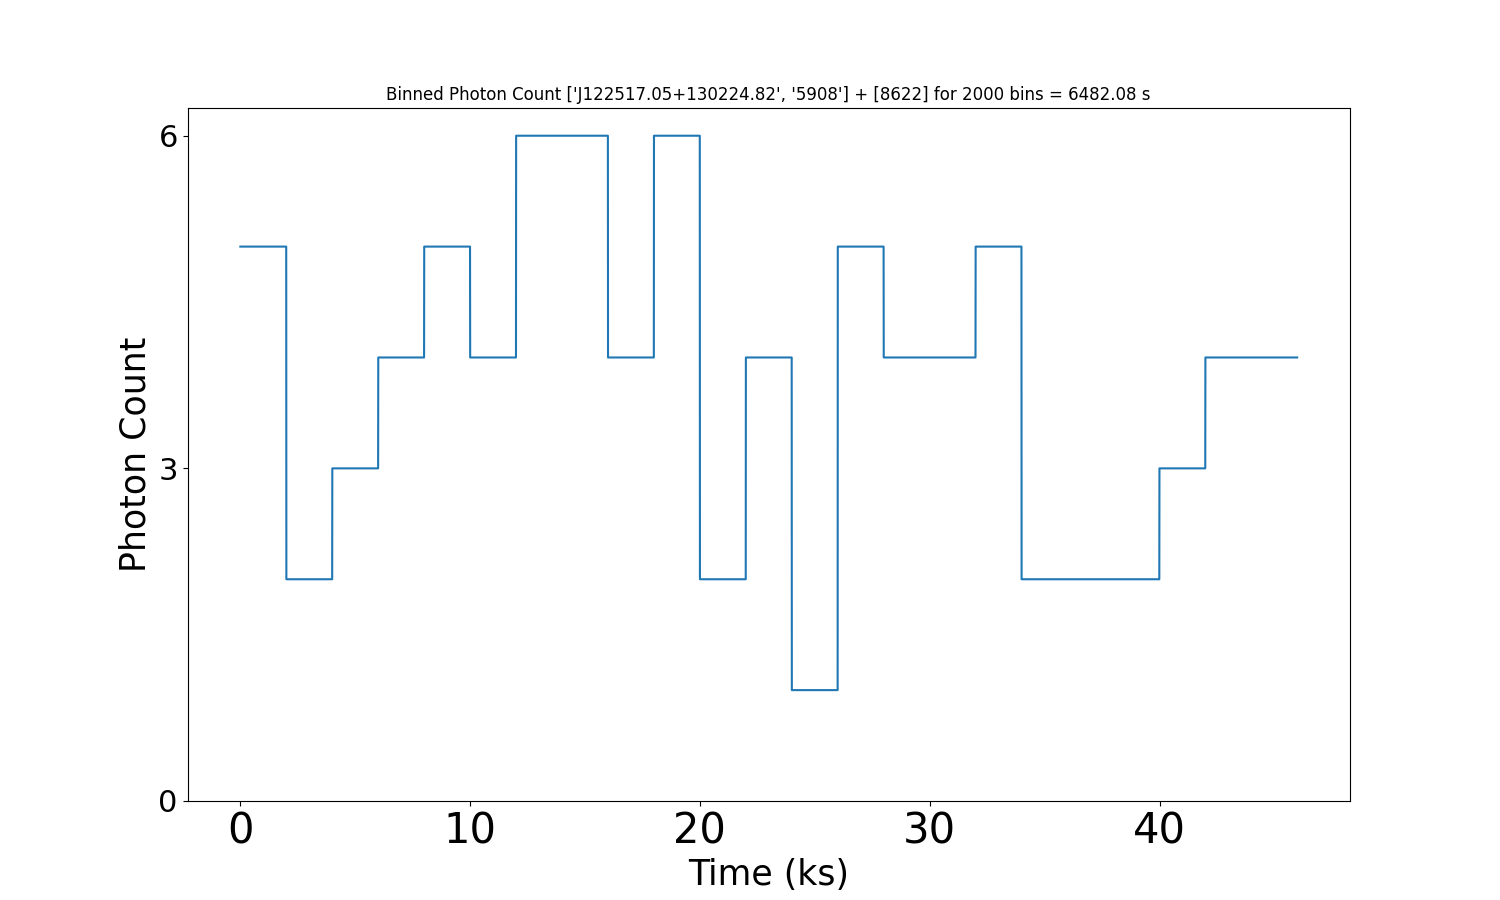 Binned Photon Count ['J122517.05+130224.82', '5908'] + [8622] for 2000 bins = 6482.08 s
6
3
0
Photon Count
0 10 20 30 40
Time (ks)